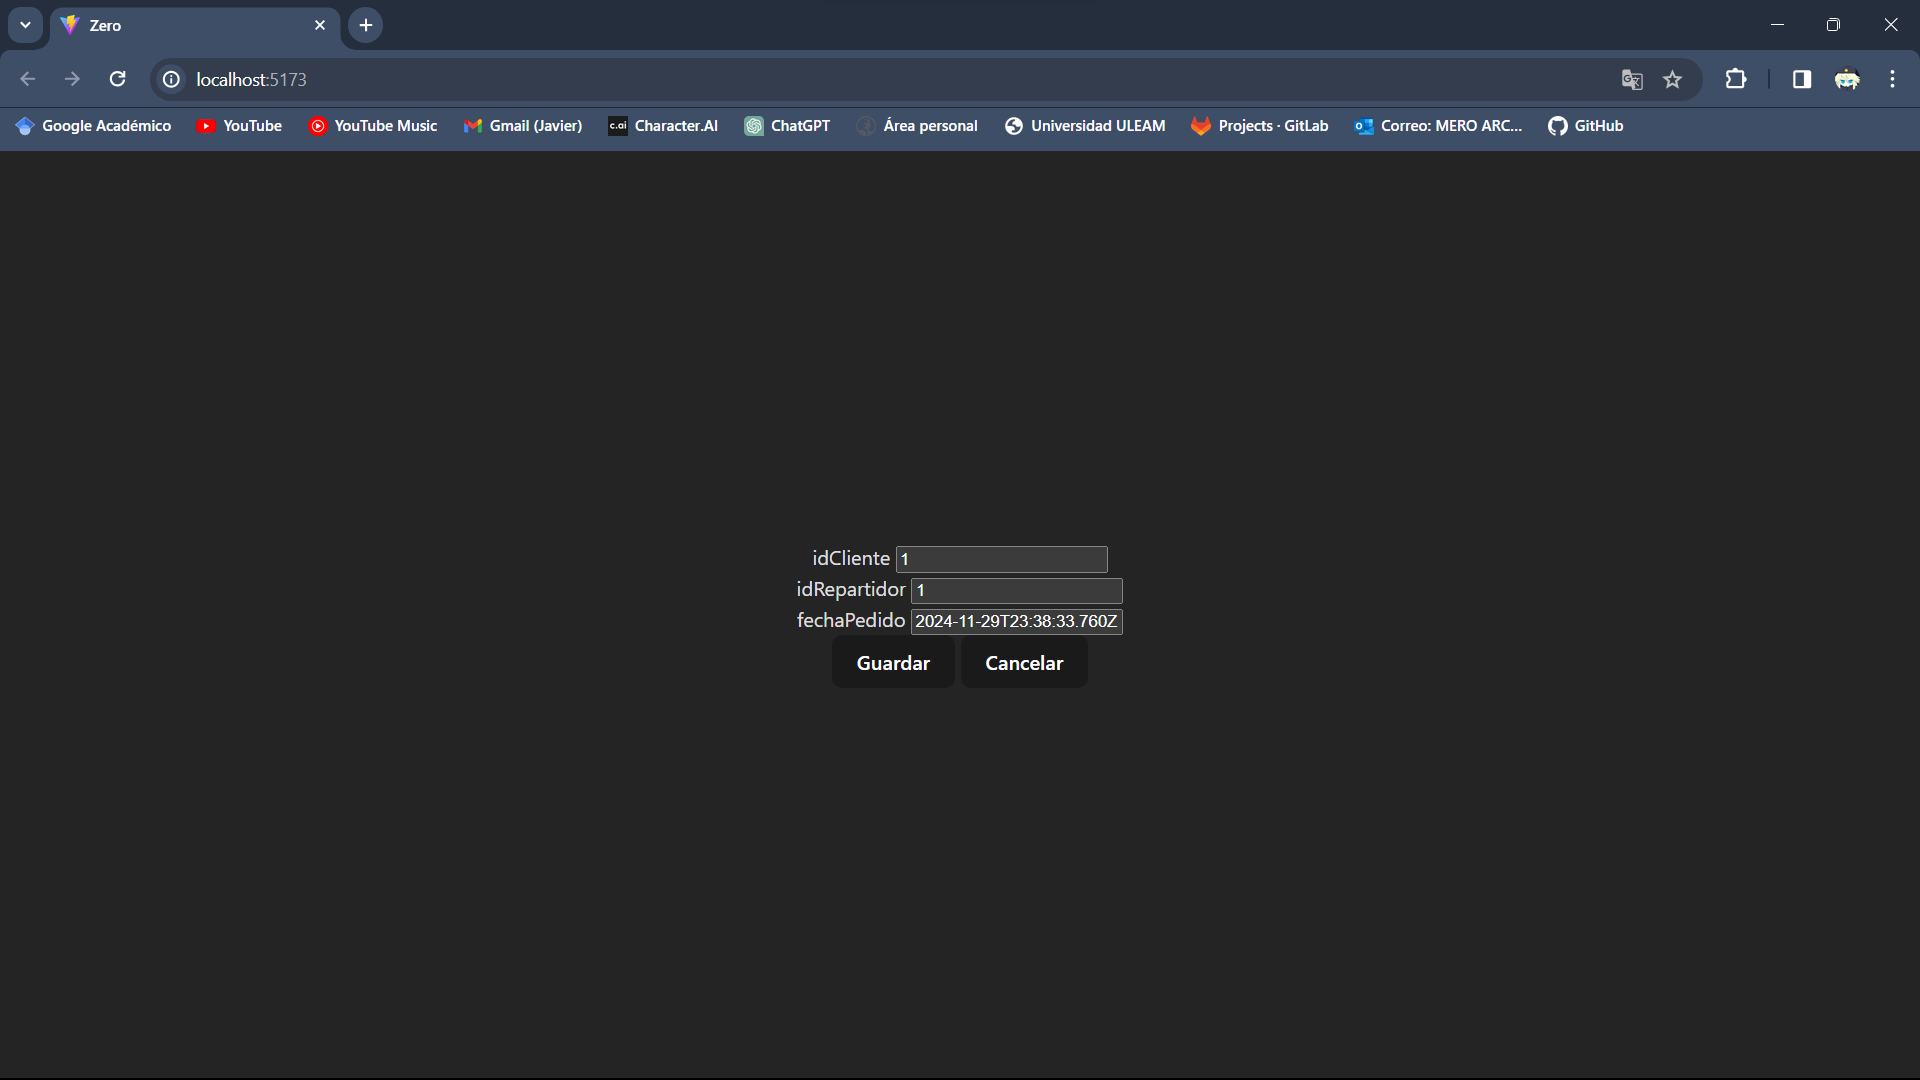 Zero
localhost:5173
Google Académico YouTube YouTube Music Gmail (Javier) c.ai Character.AI ChatGPT Área personal Universidad ULEAM Projects · GitLab Correo: MERO ARC... GitHub
idCliente 1
idRepartidor 1
fechaPedido 2024-11-29T23:38:33.760Z
Guardar Cancelar